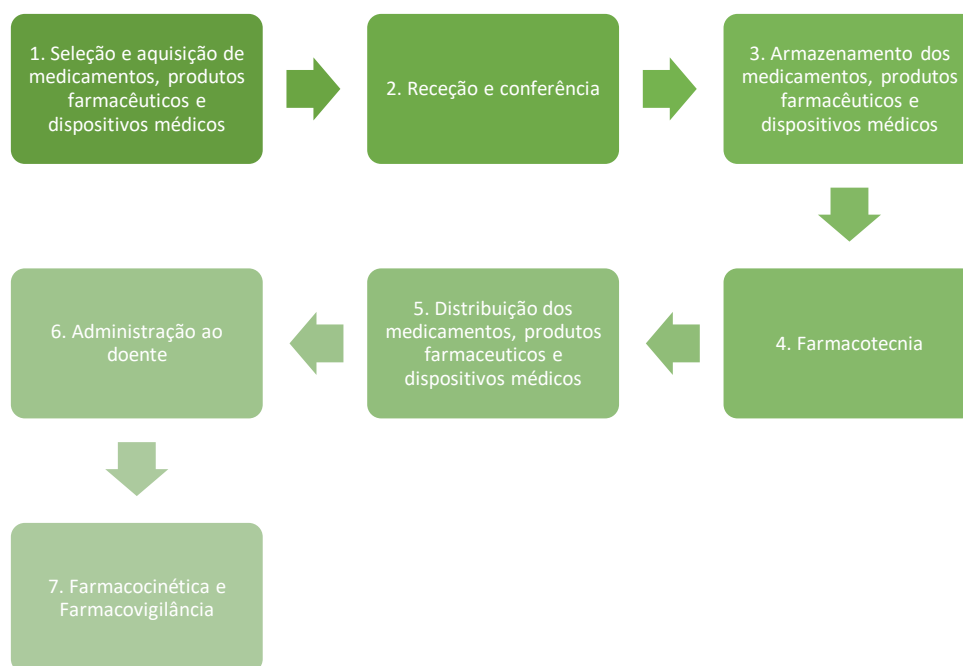 1. Seleção e aquisição de
medicamentos, produtos
farmacêuticos e
dispositivos médicos
2. Receção e conferência
3. Armazenamento dos
medicamentos, produtos
farmacêuticos e
dispositivos médicos
4. Farmacotecnia
5. Distribuição dos
medicamentos, produtos
farmaceuticos e
dispositivos médicos
6. Administração ao
doente
7. Farmacocinética e
Farmacovigilância